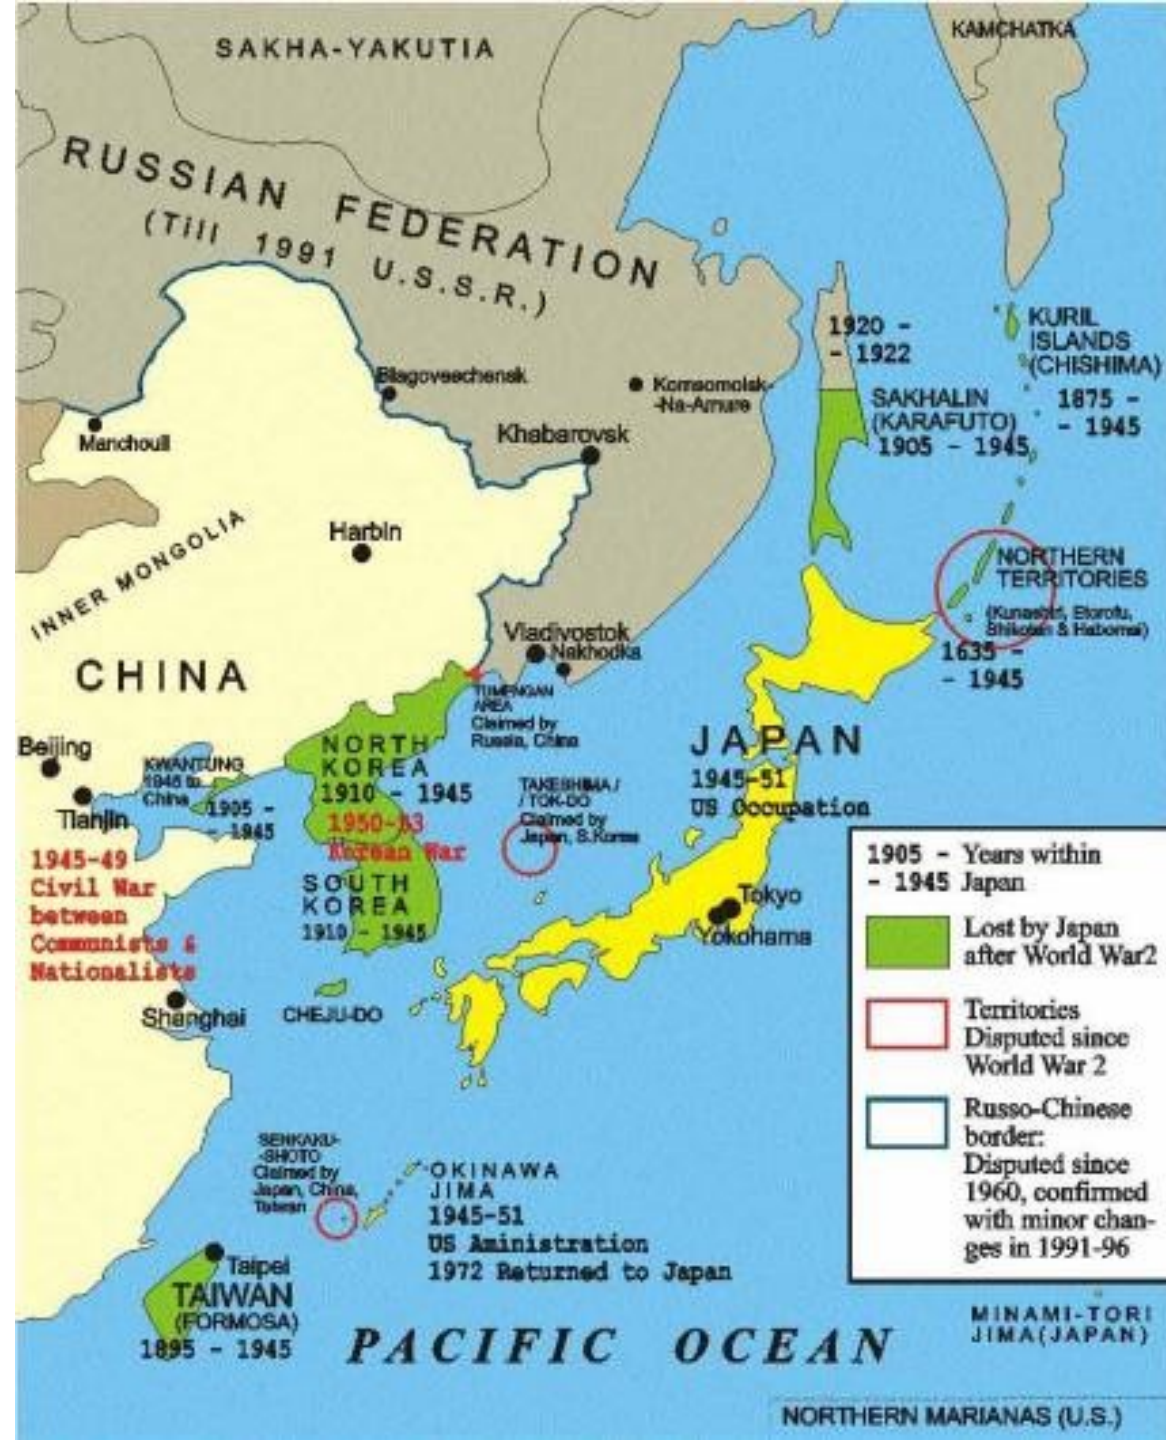 SAKHA-YAKUTIA
KAMCHATKA
RUSSIAN FEDERATION
(Till 1991 U.S.S.R.)
1920 -
- 1922
KURIL
ISLANDS
(CHISHIMA)
1875 -
- 1945
Blagoveschensk
Komsomolsk-
-Na-Amure
SAKHALIN
(KARAFUTO)
1905 - 1945
Manchouli
Khabarovsk
Harbin
INNER MONGOLIA
NORTHERN
TERRITORIES
(Kunashiri, Etorofu,
Shikotan & Habomai)
1635 -
- 1945
Vladivostok
Nakhodka
CHINA
TUMENGAN
AREA
Claimed by
Russia, China
Beijing
KWANTUNG
1945 to
China
1905 -
- 1945
Tianjin
NORTH
KOREA
1910 - 1945
1950-53
Korean War
TAKESHIMA /
/ TOK-DO
Claimed by
Japan, S.Korea
JAPAN
1945-51
US Occupation
1945-49
Civil War
between
Communists &
Nationalists
SOUTH
KOREA
1910 - 1945
Tokyo
Yokohama
Shanghai
CHEJU-DO
1905 - Years within
- 1945 Japan
Lost by Japan
after World War2
Territories
Disputed since
World War 2
Russo-Chinese
border:
Disputed since
1960, confirmed
with minor chan-
ges in 1991-96
SENKAKU-
-SHOTO
Claimed by
Japan, China,
Taiwan
OKINAWA
JIMA
1945-51
US Aministration
1972 Returned to Japan
Taipei
TAIWAN
(FORMOSA)
1895 - 1945
PACIFIC OCEAN
MINAMI-TORI
JIMA(JAPAN)
NORTHERN MARIANAS (U.S.)